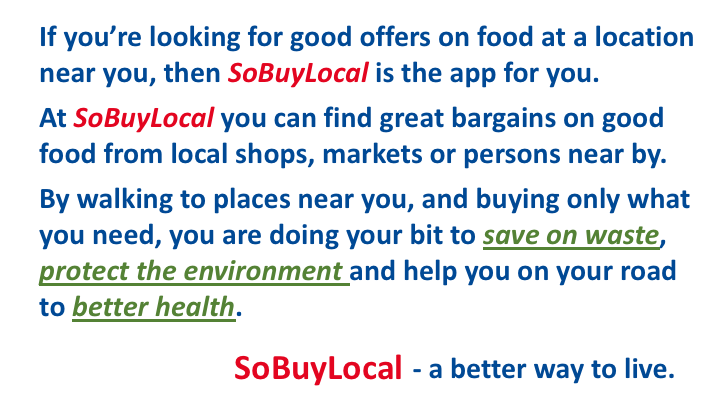 If you’re looking for good offers on food at a location
near you, then SoBuyLocal is the app for you.
At SoBuyLocal you can find great bargains on good
food from local shops, markets or persons near by.
By walking to places near you, and buying only what
you need, you are doing your bit to save on waste,
protect the environment and help you on your road
to better health.
SoBuyLocal - a better way to live.